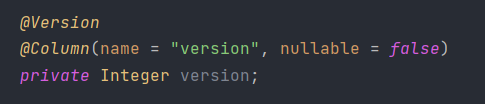 @Version
@Column(name = "version", nullable = false)
private Integer version;